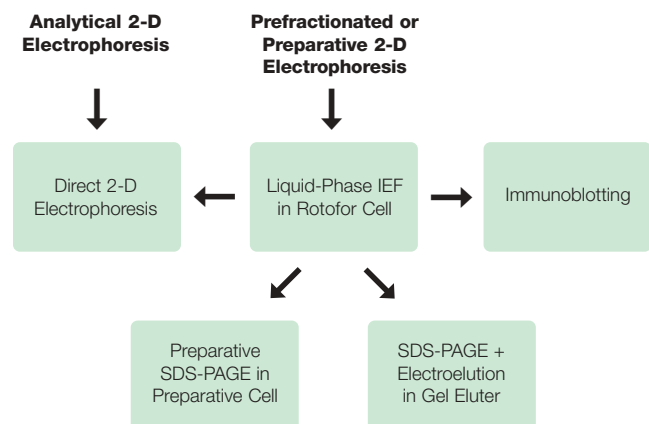 Analytical 2-D
Electrophoresis
Prefractionated or
Preparative 2-D
Electrophoresis
Direct 2-D
Electrophoresis
Liquid-Phase IEF
in Rotofor Cell
Immunoblotting
Preparative
SDS-PAGE in
Preparative Cell
SDS-PAGE +
Electroelution
in Gel Eluter